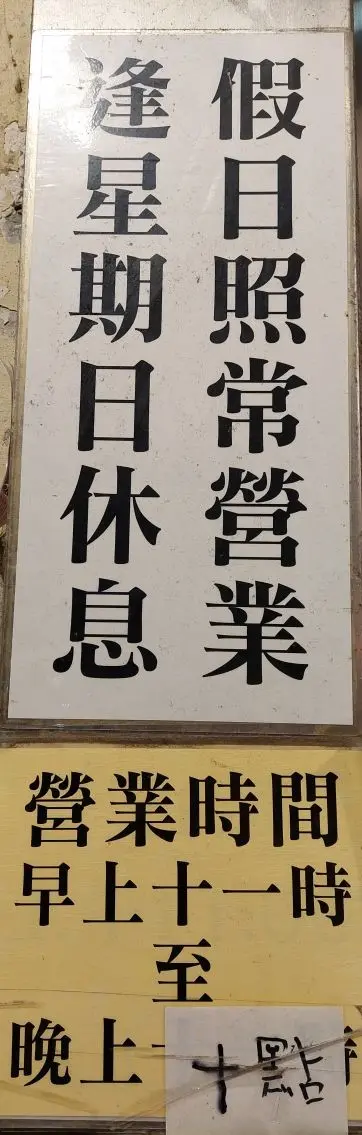 假日照常營業
逢星期日休息
營業時間
早上十一時
至
晚上
十點
時